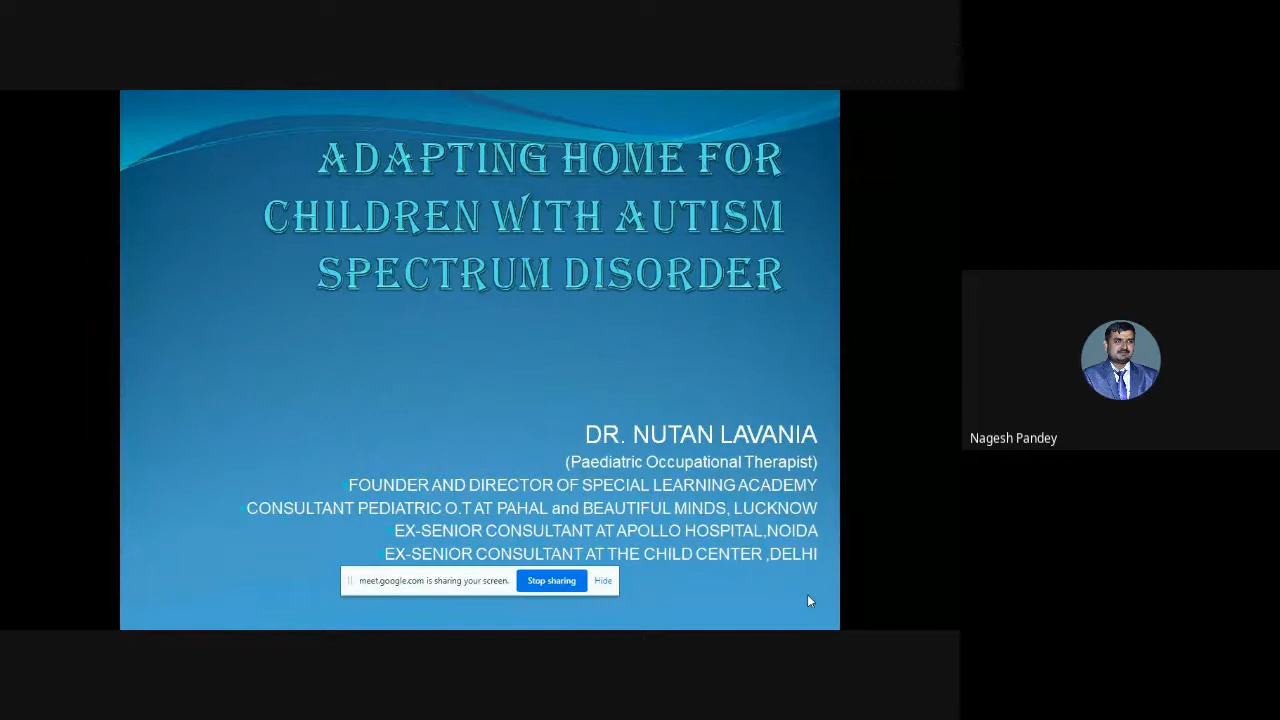 ADAPTING HOME FOR
CHILDREN WITH AUTISM
SPECTRUM DISORDER
DR. NUTAN LAVANIA
(Paediatric Occupational Therapist)
•FOUNDER AND DIRECTOR OF SPECIAL LEARNING ACADEMY
•CONSULTANT PEDIATRIC O.T AT PAHAL and BEAUTIFUL MINDS, LUCKNOW
•EX-SENIOR CONSULTANT AT APOLLO HOSPITAL,NOIDA
•EX-SENIOR CONSULTANT AT THE CHILD CENTER ,DELHI
meet.google.com is sharing your screen. Stop sharing Hide
Nagesh Pandey